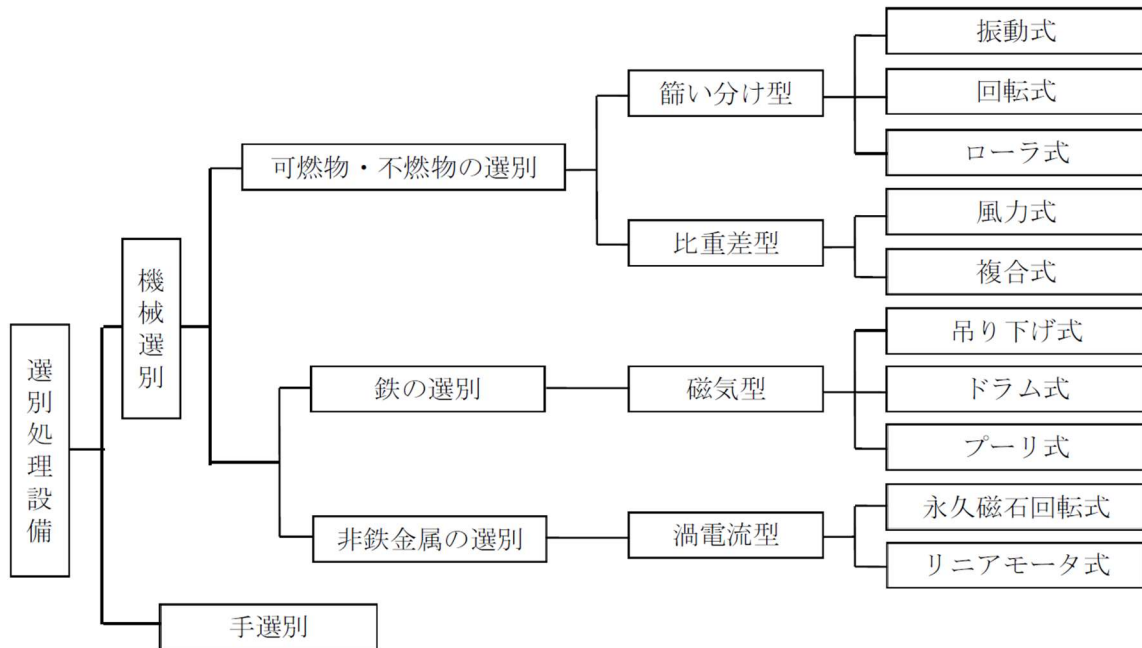 選別処理設備
機械選別
可燃物・不燃物の選別
篩い分け型
振動式
回転式
ローラ式
比重差型
風力式
複合式
鉄の選別
磁気型
吊り下げ式
ドラム式
プーリ式
非鉄金属の選別
渦電流型
永久磁石回転式
リニアモータ式
手選別